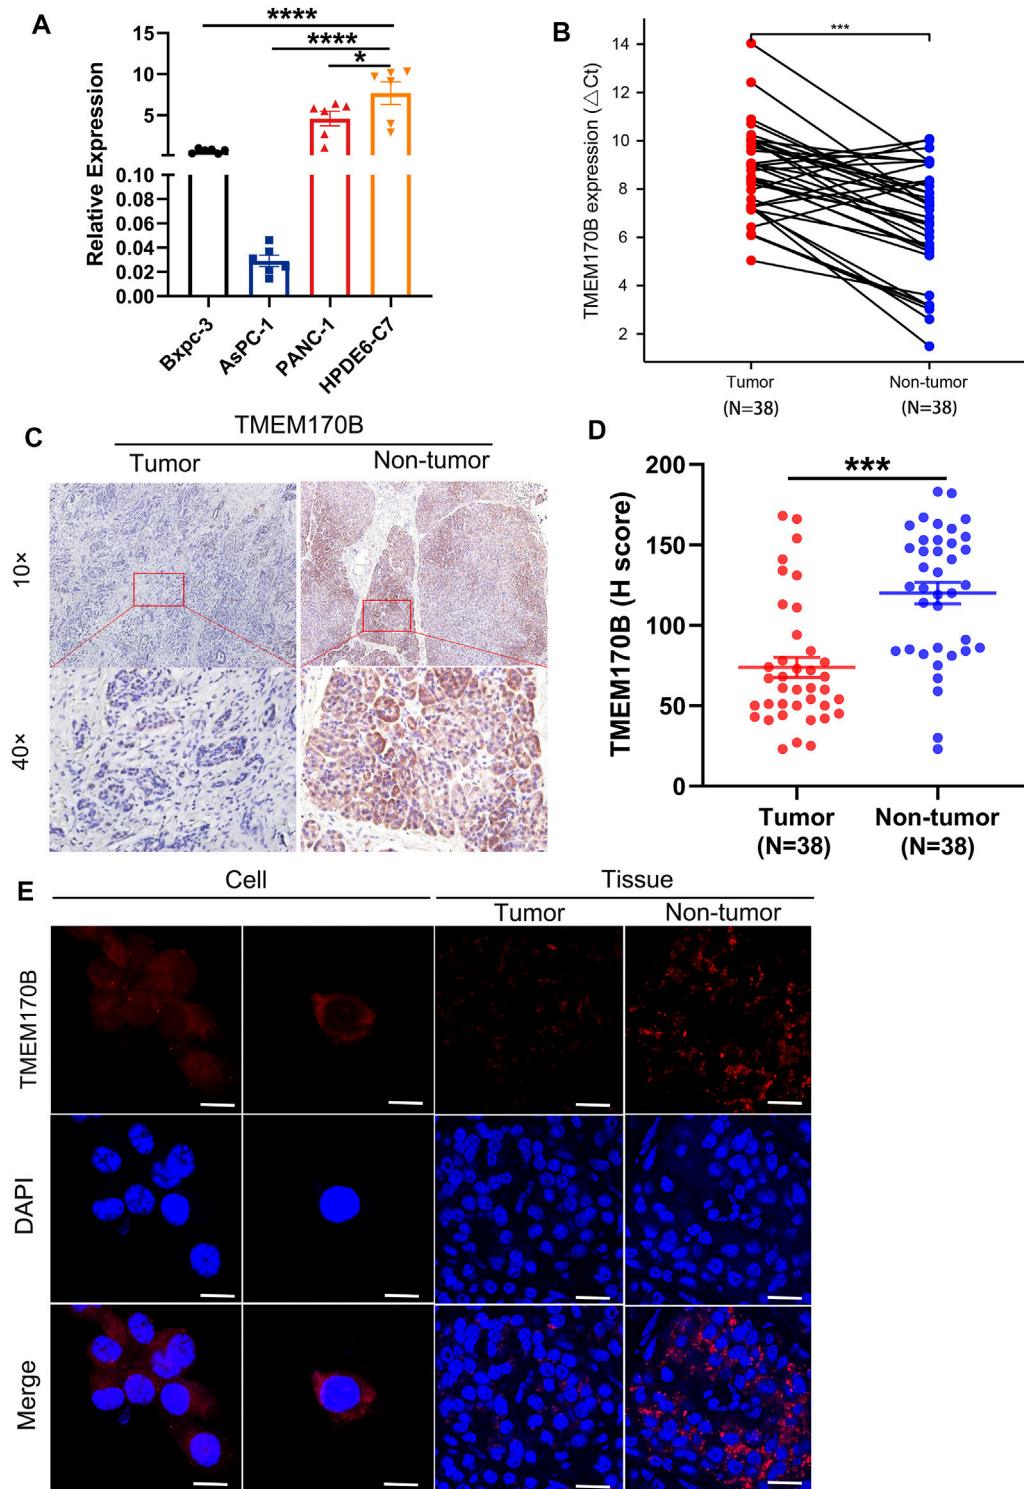 A
****
****
*
15
10
5
0.10
0.08
0.06
0.04
0.02
0.00
Relative Expression
Bxpc-3
AsPC-1
PANC-1
HPDE6-C7
B
***
14
12
10
8
6
4
2
TMEM170B expression (△Ct)
Tumor
(N=38)
Non-tumor
(N=38)
C
TMEM170B
Tumor
Non-tumor
10×
40×
D
***
200
150
100
50
0
TMEM170B (H score)
Tumor
(N=38)
Non-tumor
(N=38)
E
Cell
Tissue
Tumor
Non-tumor
TMEM170B
DAPI
Merge